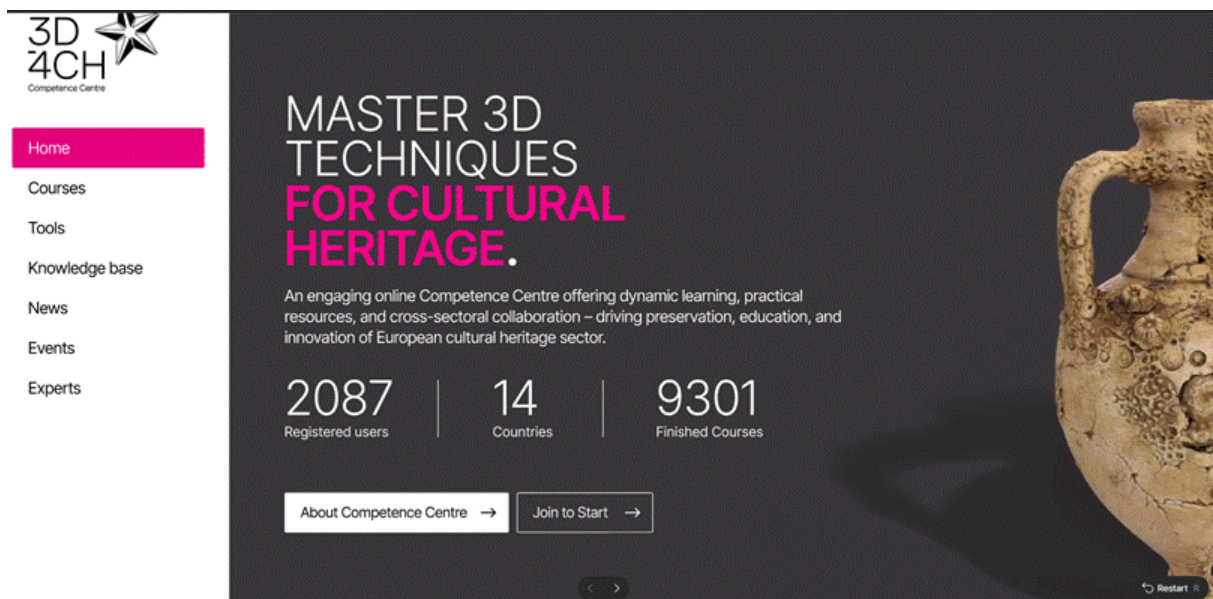 3D
-4CH
Competence Centre
Home
Courses
Tools
Knowledge base
News
Events
Experts
MASTER 3D
TECHNIQUES
FOR CULTURAL
HERITAGE.
An engaging online Competence Centre offering dynamic learning, practical
resources, and cross-sectoral collaboration – driving preservation, education, and
innovation of European cultural heritage sector.
2087
Registered users
14
Countries
9301
Finished Courses
About Competence Centre →
Join to Start →
Restart R